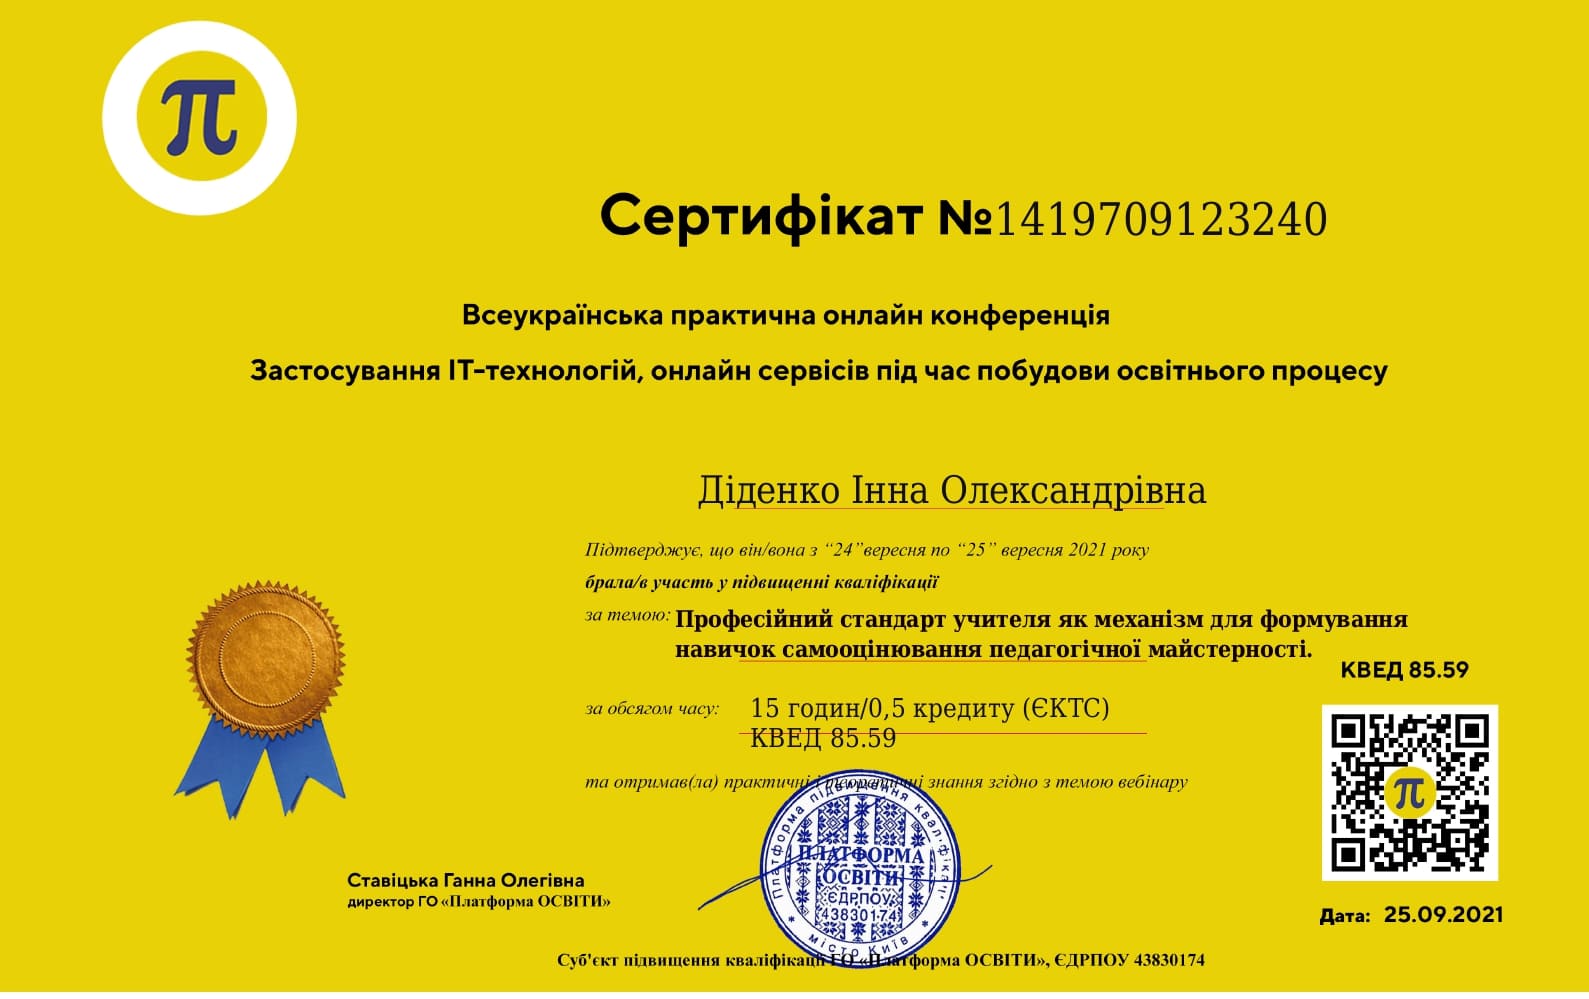 π
Сертифікат №1419709123240
Всеукраїнська практична онлайн конференція
Застосування ІТ-технологій, онлайн сервісів під час побудови освітнього процесу
Діденко Інна Олександрівна
Підтверджує, що він/вона з “24”вересня по “25” вересня 2021 року
брала/в участь у підвищенні кваліфікації
за темою: Професійний стандарт учителя як механізм для формування
навичок самооцінювання педагогічної майстерності.
КВЕД 85.59
за обсягом часу: 15 годин/0,5 кредиту (ЄКТС)
КВЕД 85.59
та отримав(ла) практичні і теоретичні знання згідно з темою вебінару
π
Платформа підвищення
ПЛАТФОРМА
ОСВІТИ
ЄДРПОУ
43830174
місто Київ
Ставіцька Ганна Олегівна
директор ГО «Платформа ОСВІТИ»
Дата: 25.09.2021
Суб'єкт підвищення кваліфікації ГО «Платформа ОСВІТИ», ЄДРПОУ 43830174